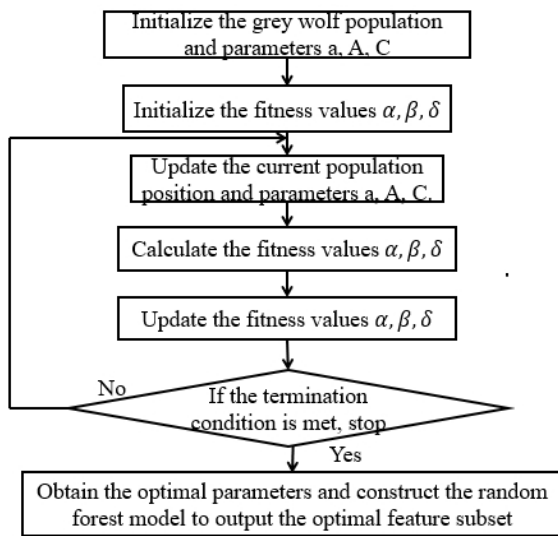 Initialize the grey wolf population
and parameters a, A, C
Initialize the fitness values α, β, δ
Update the current population
position and parameters a, A, C.
Calculate the fitness values α, β, δ
Update the fitness values α, β, δ
No
If the termination
condition is met, stop
Yes
Obtain the optimal parameters and construct the random
forest model to output the optimal feature subset